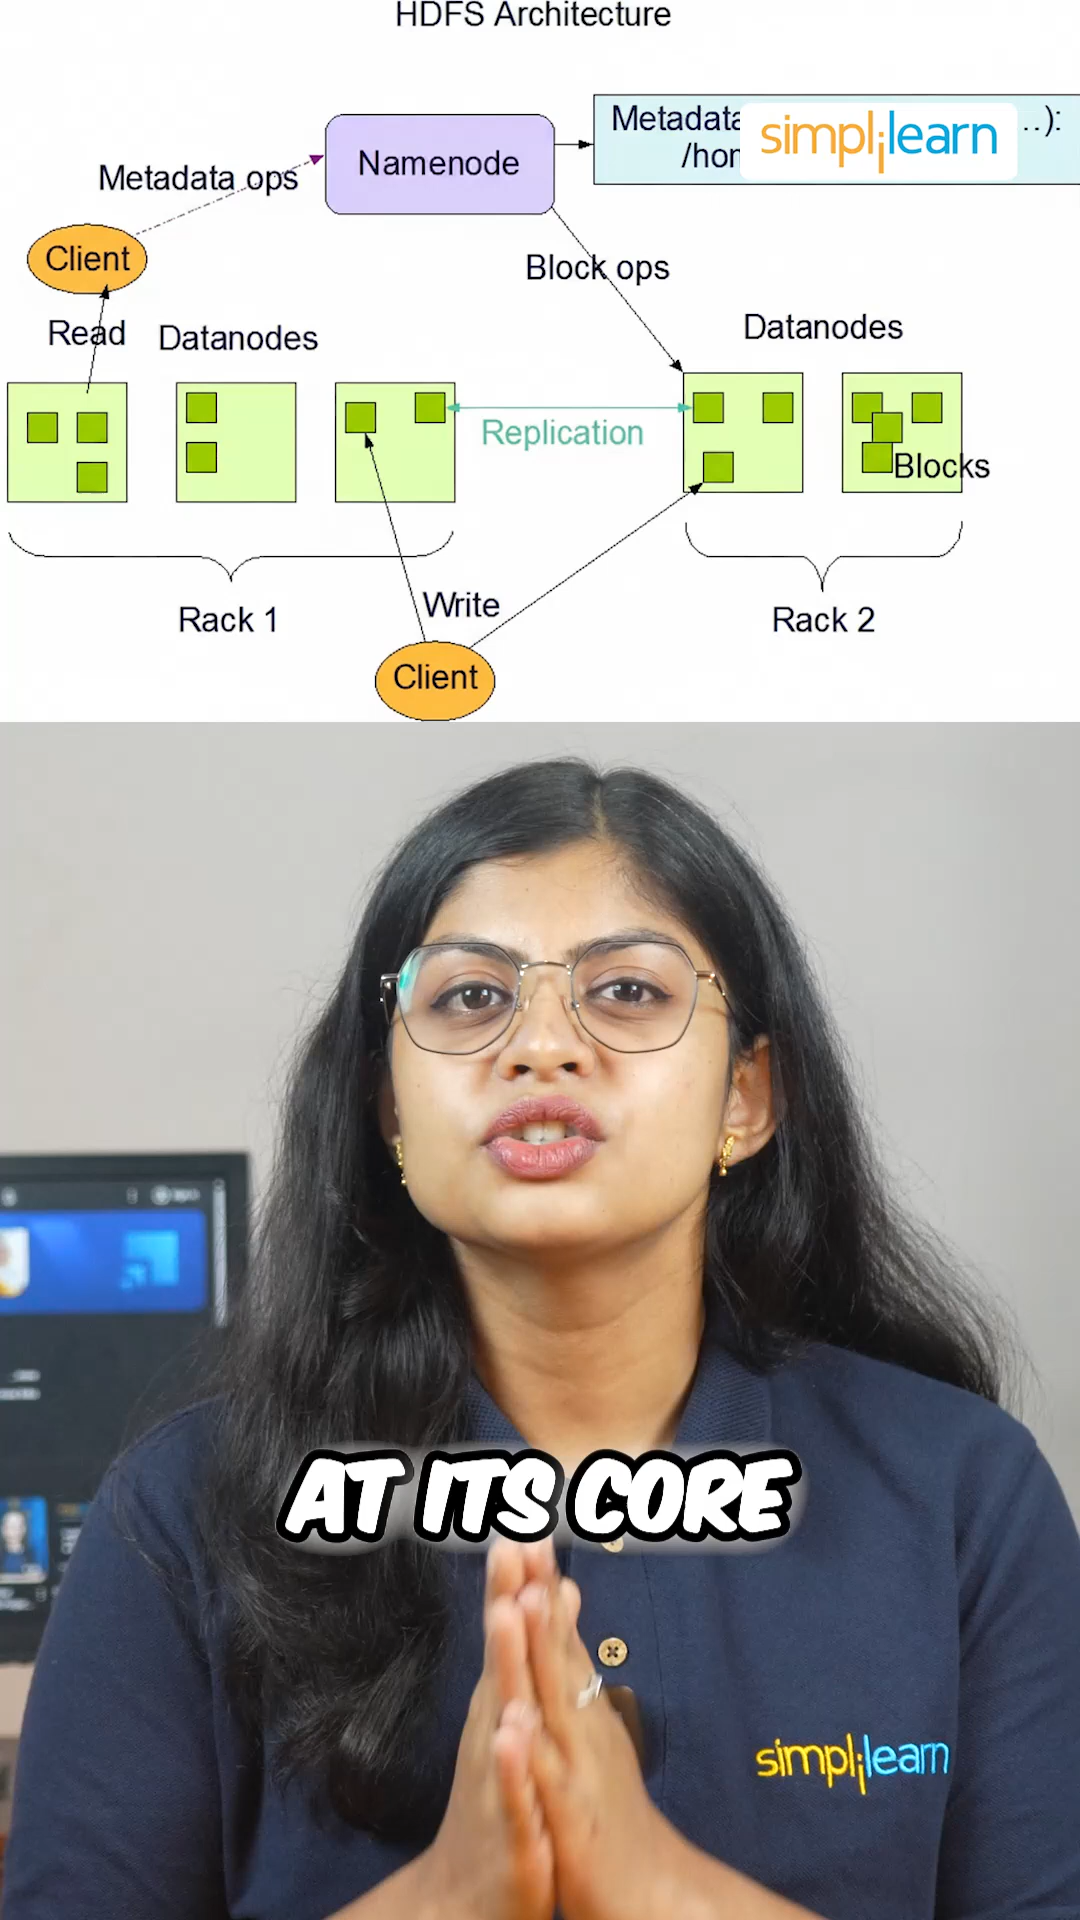 HDFS Architecture
Metadata ...):
/hom
simplilearn
Namenode
Metadata ops
Client
Block ops
Read
Datanodes
Datanodes
Replication
Blocks
Rack 1
Write
Rack 2
Client
AT ITS CORE
simplilearn